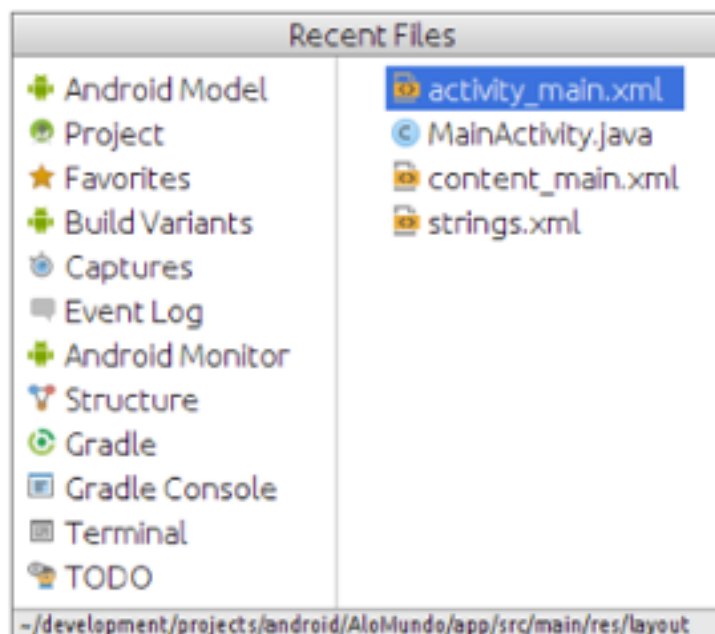 Recent Files
Android Model
Project
Favorites
Build Variants
Captures
Event Log
Android Monitor
Structure
Gradle
Gradle Console
Terminal
TODO
activity_main.xml
MainActivity.java
content_main.xml
strings.xml
~/development/projects/android/AloMundo/app/src/main/res/layout